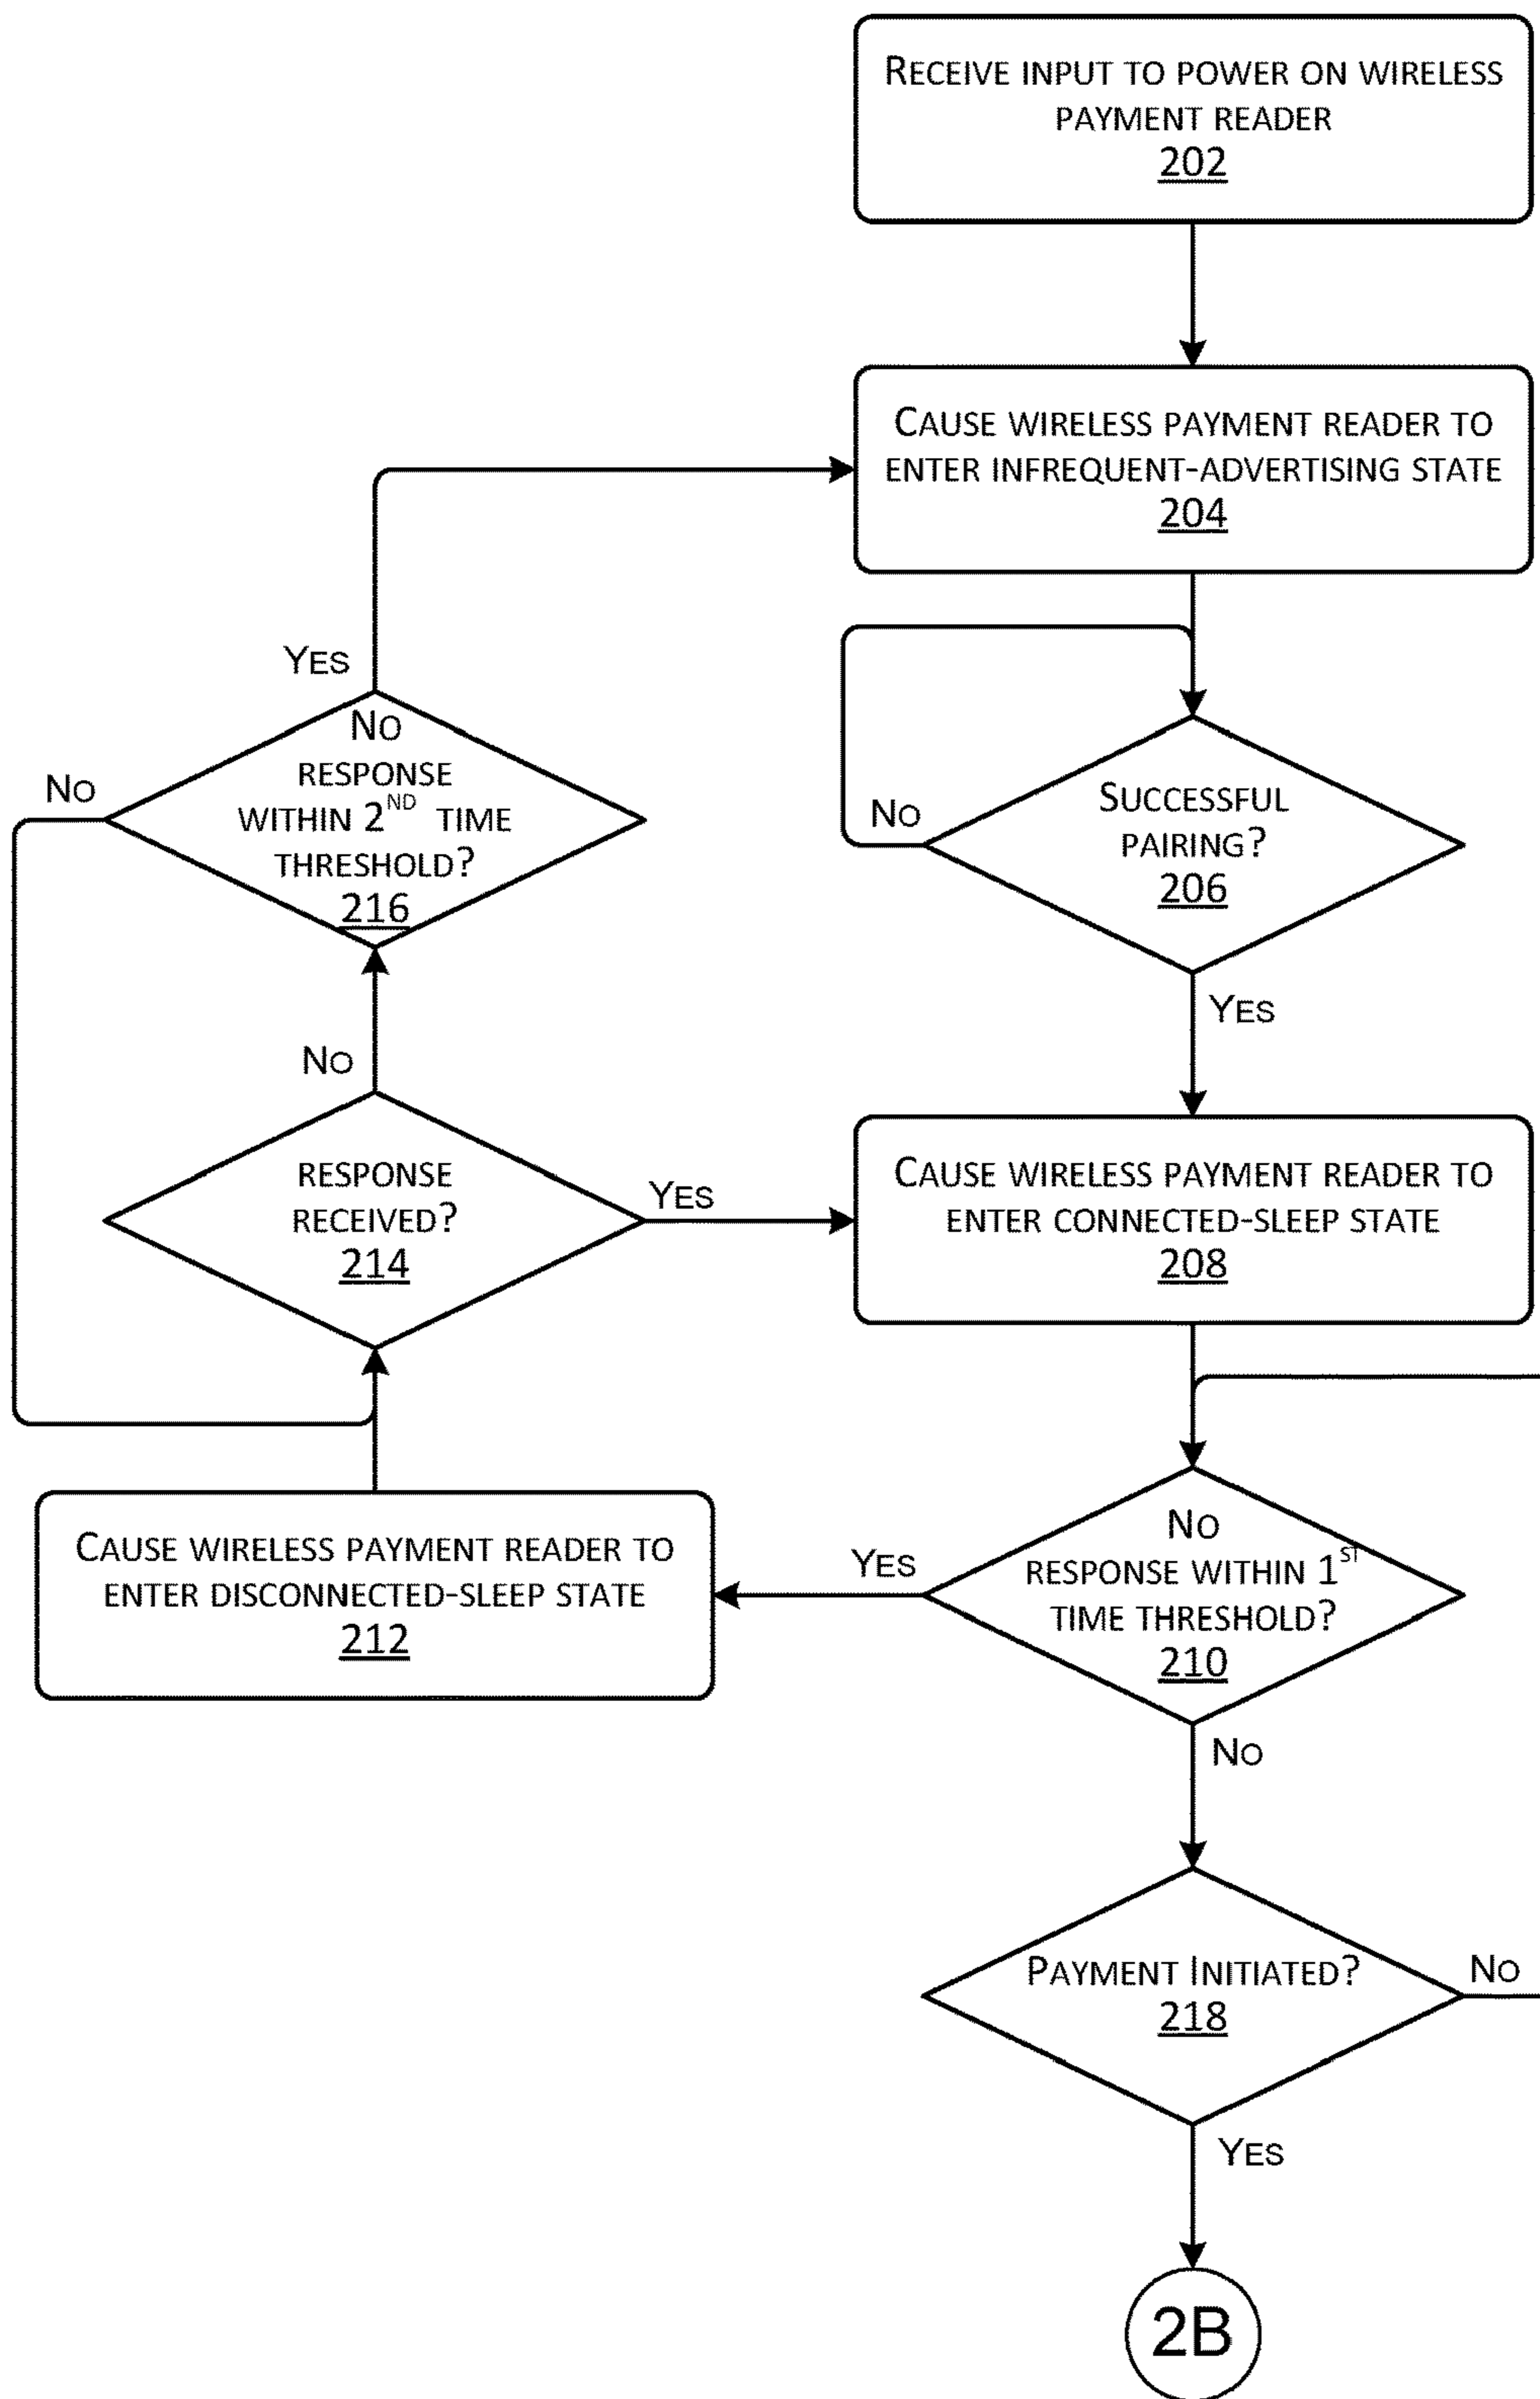 Receive input to power on wireless
payment reader
202
Cause wireless payment reader to
enter infrequent-advertising state
204
Yes
No
response
within 2nd time
threshold?
216
No
Successful
pairing?
206
No
Yes
No
response
received?
214
Yes
Cause wireless payment reader to
enter connected-sleep state
208
Cause wireless payment reader to
enter disconnected-sleep state
212
Yes
No
response within 1st
time threshold?
210
No
Payment Initiated?
218
No
Yes
2B